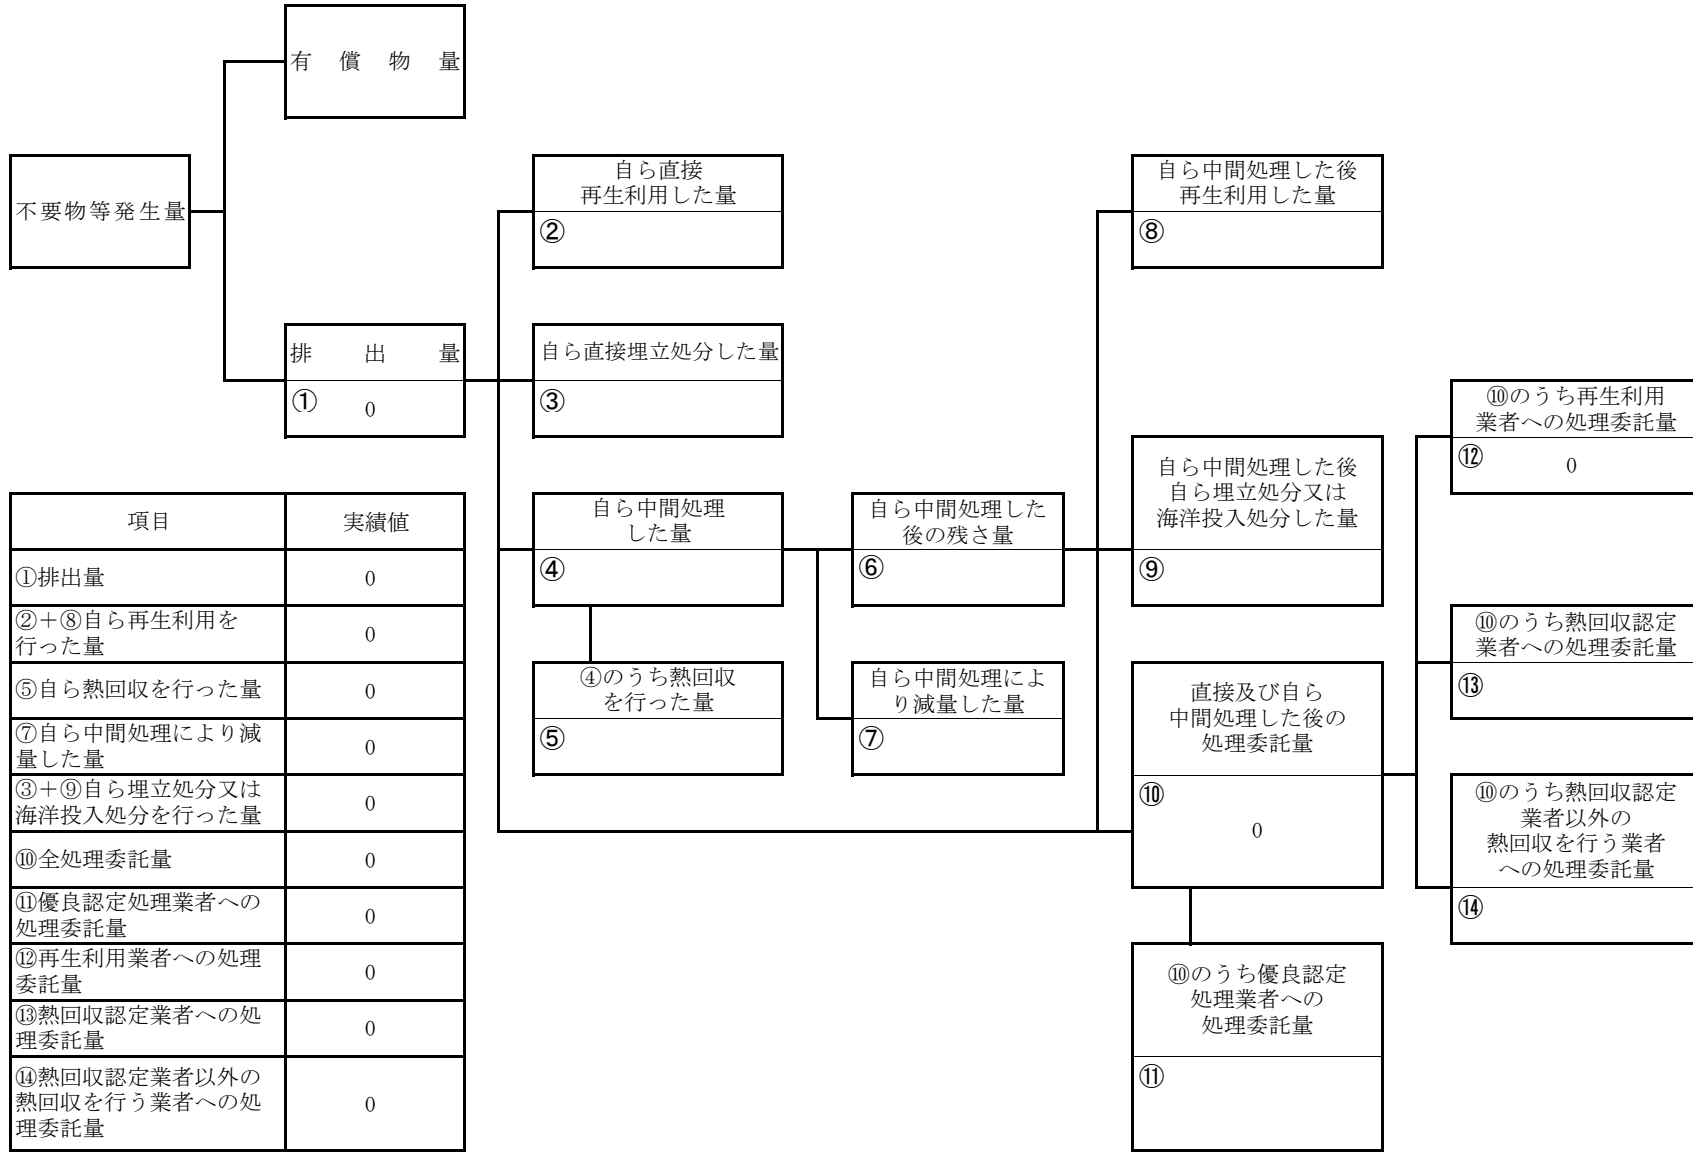 有償物量
不要物等発生量
排出量
①
0
自ら直接
再生利用した量
②
自ら直接埋立処分した量
③
自ら中間処理
した量
④
④のうち熱回収
を行った量
⑤
自ら中間処理した
後の残さ量
⑥
自ら中間処理によ
り減量した量
⑦
自ら中間処理した後
再生利用した量
⑧
自ら中間処理した後
自ら埋立処分又は
海洋投入処分した量
⑨
直接及び自ら
中間処理した後の
処理委託量
⑩
0
⑩のうち優良認定
処理業者への
処理委託量
⑪
⑩のうち再生利用
業者への処理委託量
⑫
0
⑩のうち熱回収認定
業者への処理委託量
⑬
⑩のうち熱回収認定
業者以外の
熱回収を行う業者
への処理委託量
⑭
項目
実績値
①排出量
0
②＋⑧自ら再生利用を
行った量
0
⑤自ら熱回収を行った量
0
⑦自ら中間処理により減
量した量
0
③＋⑨自ら埋立処分又は
海洋投入処分を行った量
0
⑩全処理委託量
0
⑪優良認定処理業者への
処理委託量
0
⑫再生利用業者への処理
委託量
0
⑬熱回収認定業者への処
理委託量
0
⑭熱回収認定業者以外の
熱回収を行う業者への処
理委託量
0